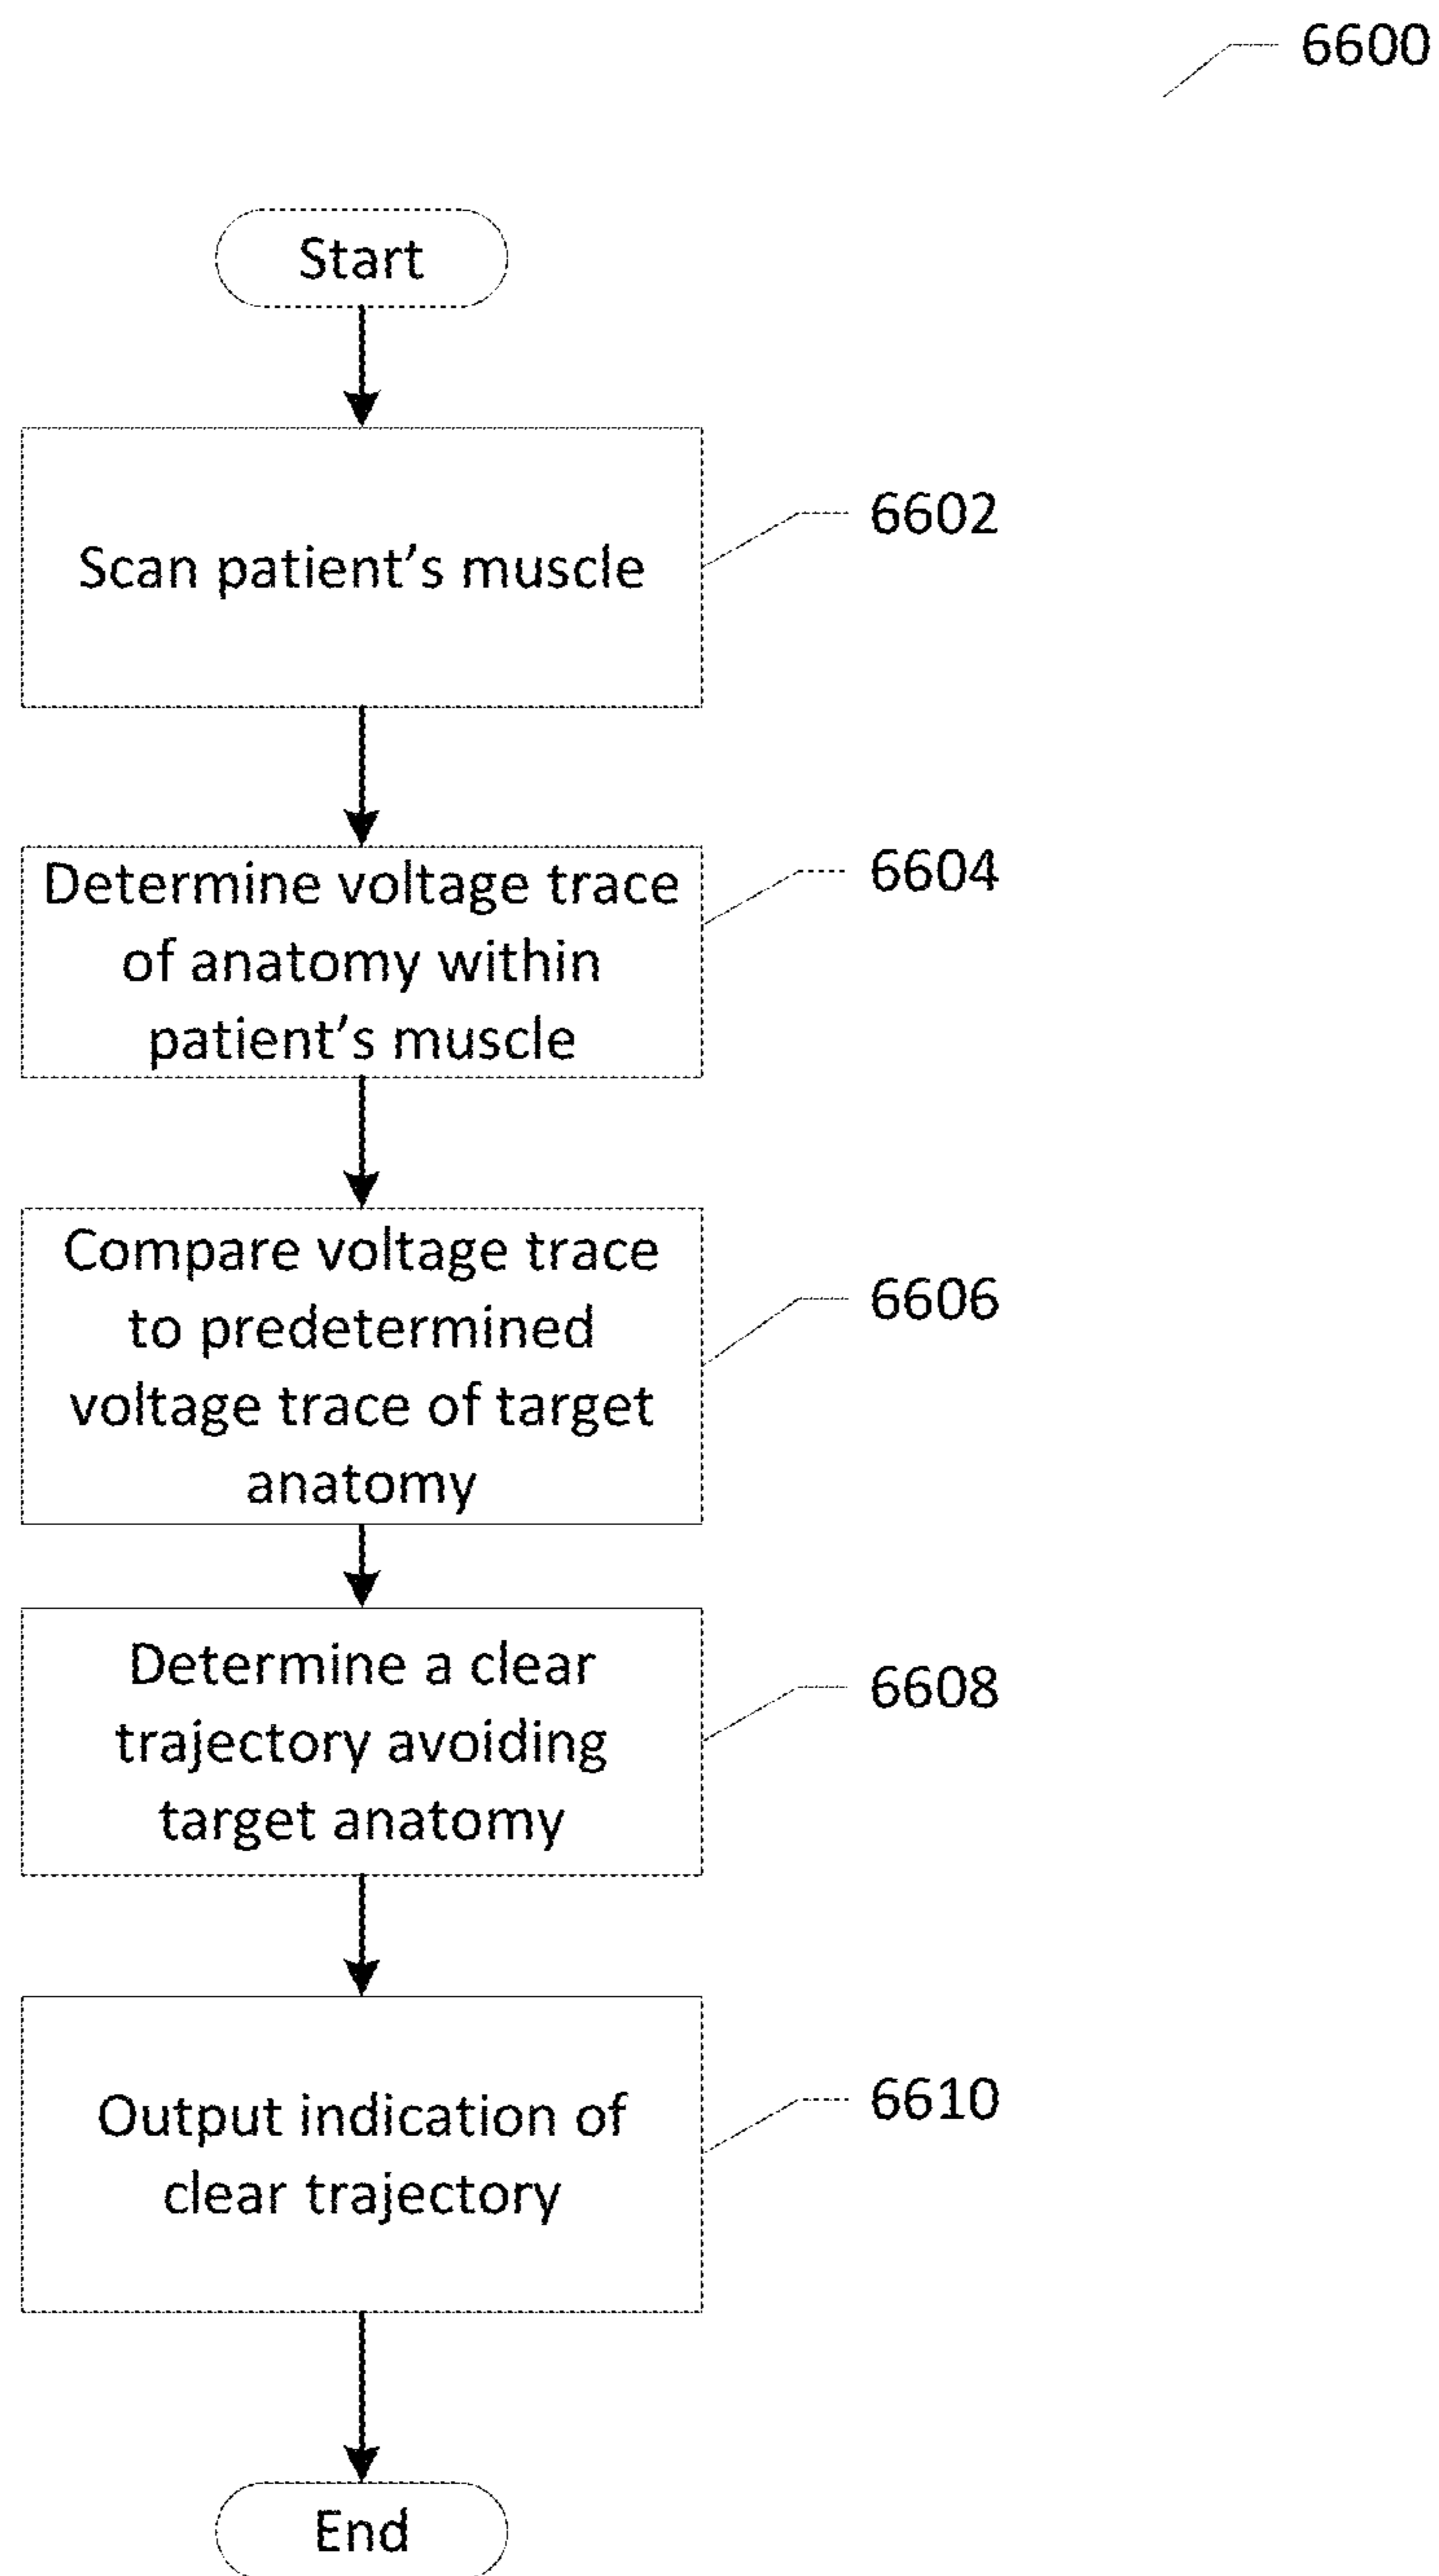 6600
Start
Scan patient's muscle
6602
Determine voltage trace
of anatomy within
patient's muscle
6604
Compare voltage trace
to predetermined
voltage trace of target
anatomy
6606
Determine a clear
trajectory avoiding
target anatomy
6608
Output indication of
clear trajectory
6610
End